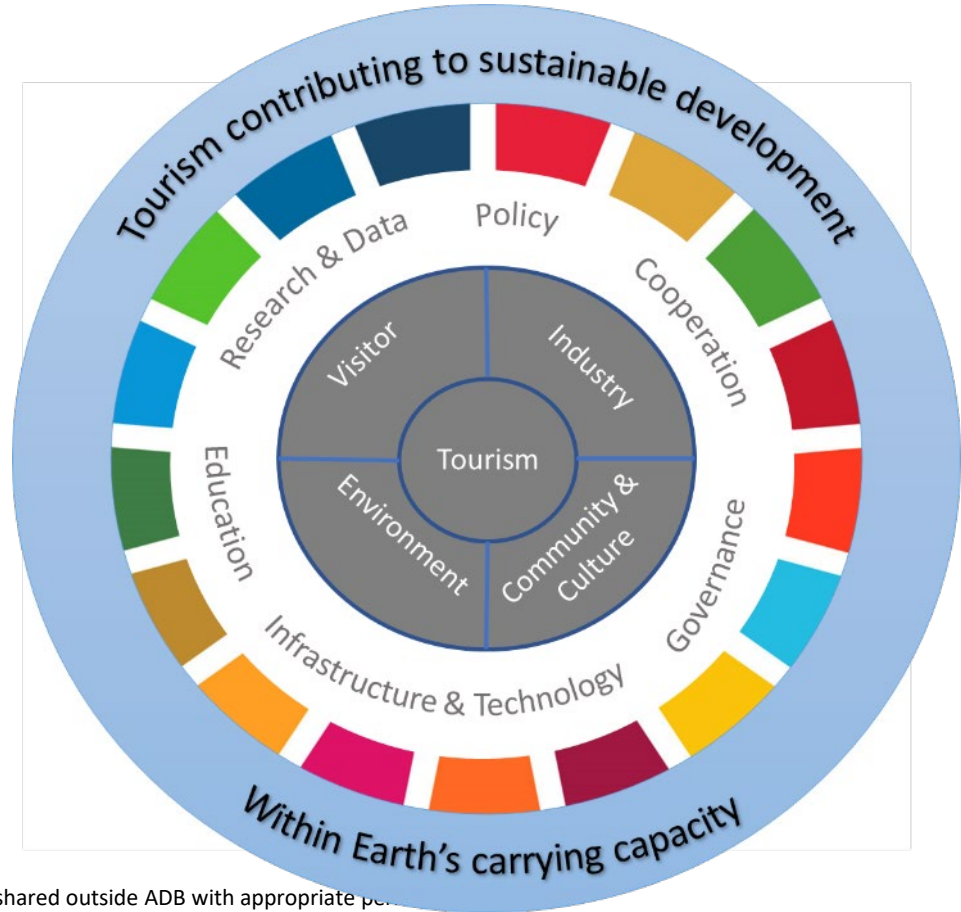 Tourism contributing to sustainable development
Policy
Cooperation
Governance
Infrastructure & Technology
Education
Research & Data
Visitor
Industry
Community &
Culture
Environment
Tourism
Within Earth's carrying capacity
shared outside ADB with appropriate